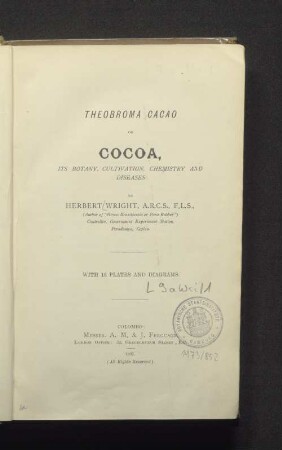 THEOBROMA CACAO
OR
COCOA,
ITS BOTANY, CULTIVATION, CHEMISTRY AND
DISEASES.
BY
HERBERT WRIGHT, A.R.C.S., F.L.S.,
Controller, Government Experiment Station,
Peradeniya, Ceylon.
WITH 16 PLATES AND DIAGRAMS.
COLOMBO:
MESSRS. A. M. & J. FERGUSON.
(All Rights Reserved.)